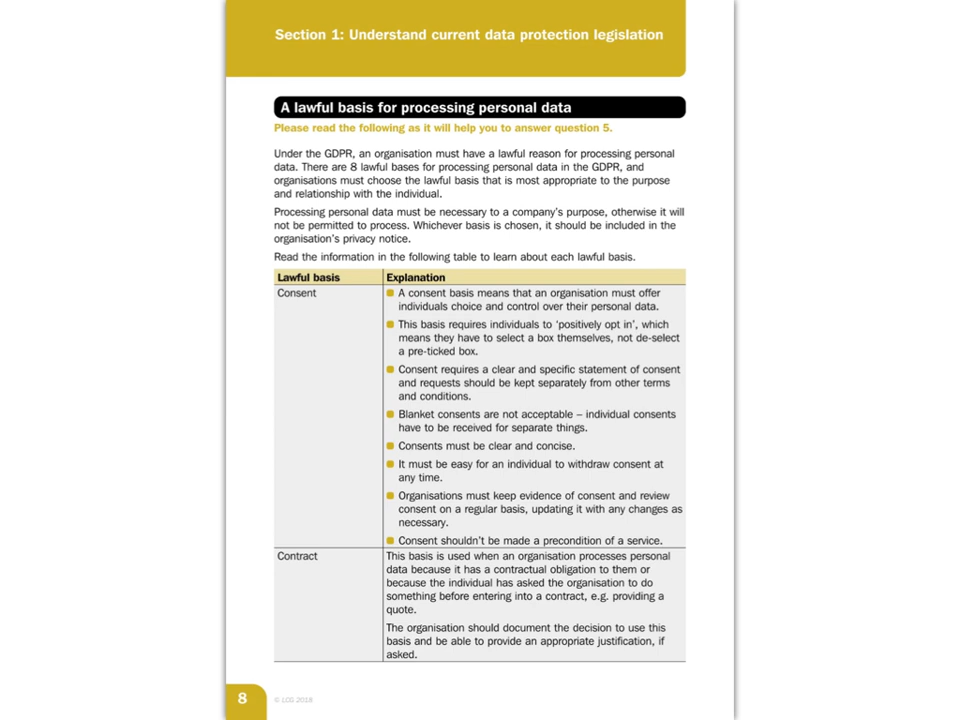 Section 1: Understand current data protection legislation
A lawful basis for processing personal data
Please read the following as it will help you to answer question 5.
Under the GDPR, an organisation must have a lawful reason for processing personal
data. There are 8 lawful bases for processing personal data in the GDPR, and
organisations must choose the lawful basis that is most appropriate to the purpose
and relationship with the individual.
Processing personal data must be necessary to a company's purpose, otherwise it will
not be permitted to process. Whichever basis is chosen, it should be included in the
organisation's privacy notice.
Read the information in the following table to learn about each lawful basis.
Lawful basis Explanation
Consent
A consent basis means that an organisation must offer
individuals choice and control over their personal data.
This basis requires individuals to 'positively opt in', which
means they have to select a box themselves, not de-select
a pre-ticked box.
Consent requires a clear and specific statement of consent
and requests should be kept separately from other terms
and conditions.
Blanket consents are not acceptable – individual consents
have to be received for separate things.
Consents must be clear and concise.
It must be easy for an individual to withdraw consent at
any time.
Organisations must keep evidence of consent and review
consent on a regular basis, updating it with any changes as
necessary.
Consent shouldn't be made a precondition of a service.
Contract
This basis is used when an organisation processes personal
data because it has a contractual obligation to them or
because the individual has asked the organisation to do
something before entering into a contract, e.g. providing a
quote.
The organisation should document the decision to use this
basis and be able to provide an appropriate justification, if
asked.
8
© LCG 2018